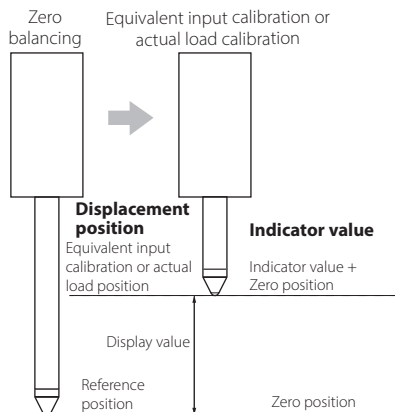 Zero
balancing
Equivalent input calibration or
actual load calibration
Displacement
position
Equivalent input
calibration or actual
load position
Indicator value
Indicator value +
Zero position
Display value
Reference
position
Zero position